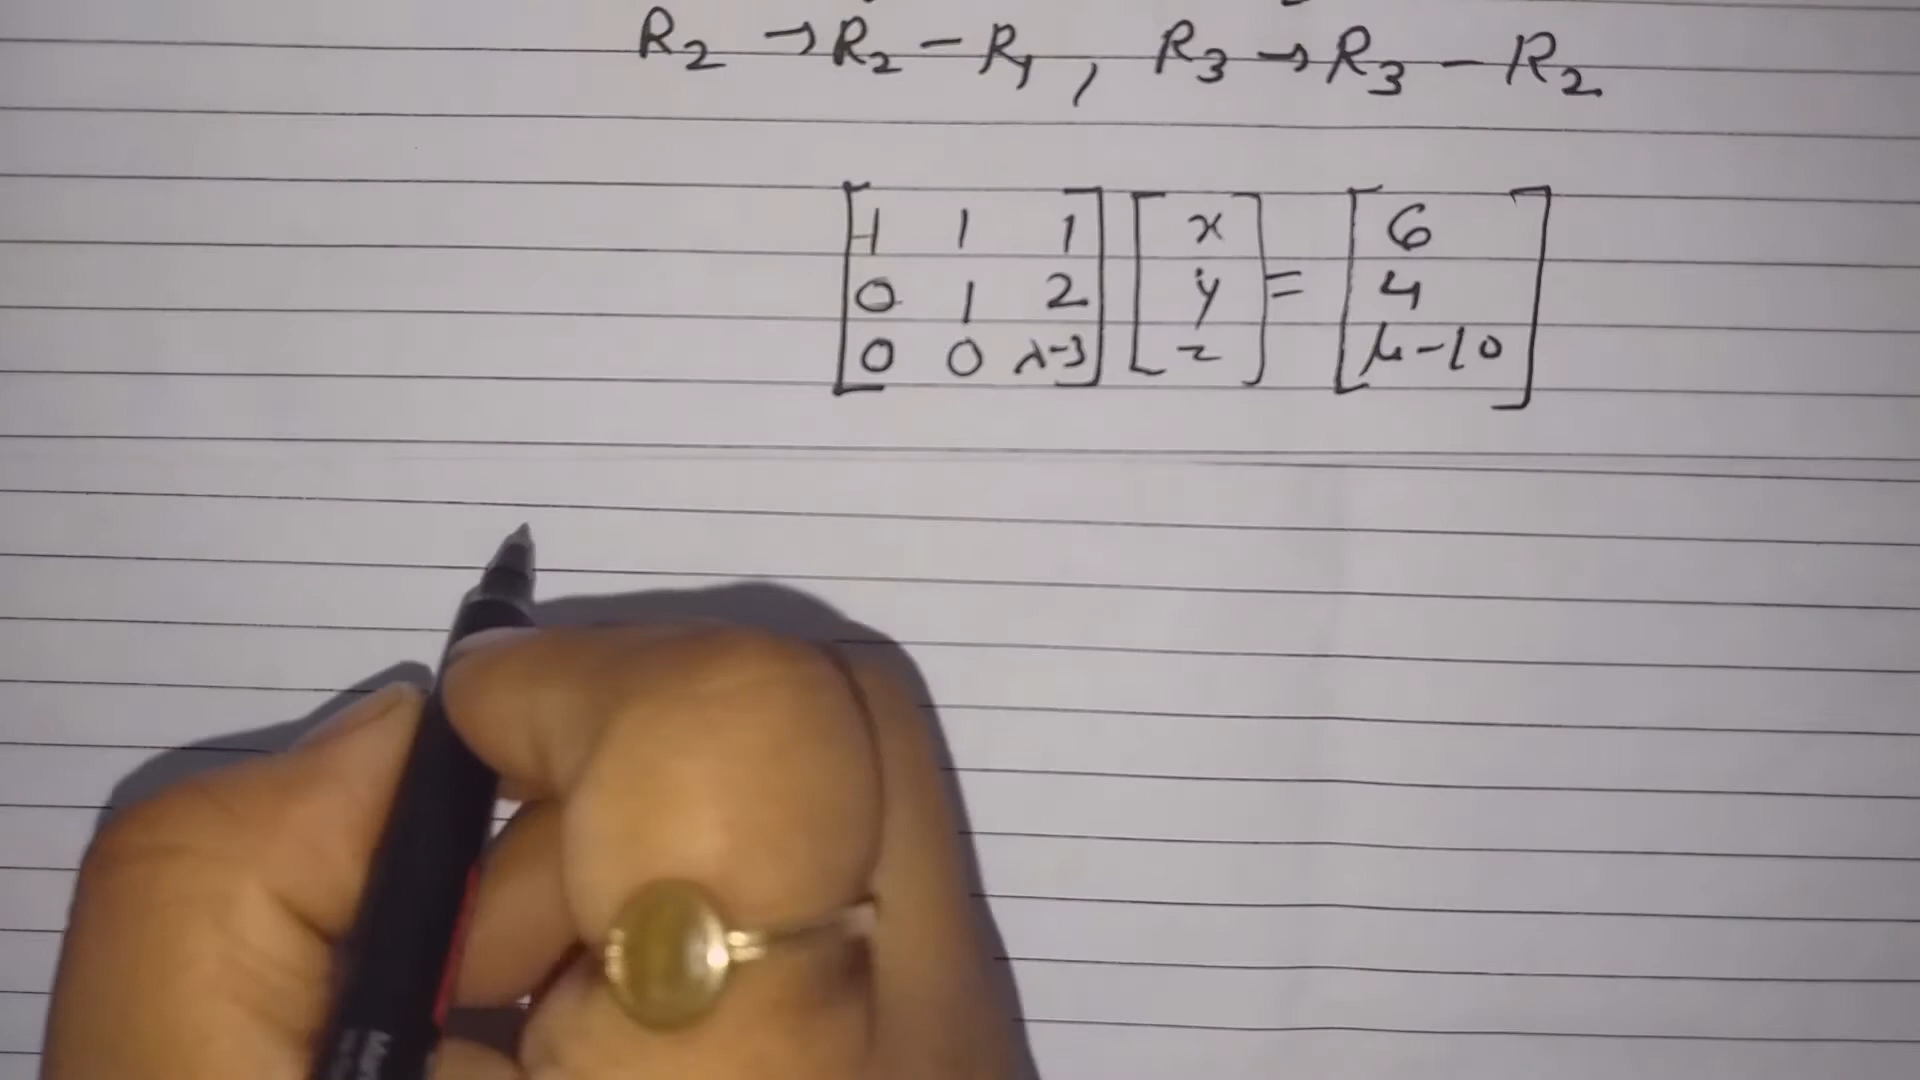 R₂ → R₂ - R₁, R₃ → R₃ - R₂
[1 1 1] [x] = [6]
[0 1 2] [y] = [4]
[0 0 λ-3] [z] = [μ-10]